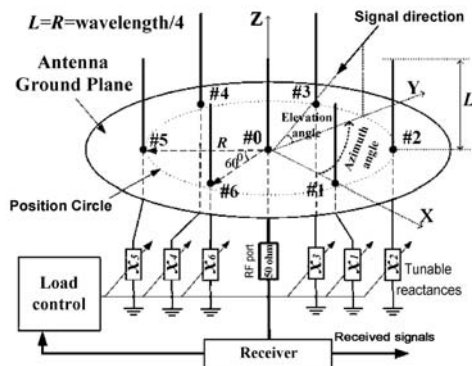 L=R=wavelength/4
Z
Signal direction
Antenna
Ground Plane
#4
#3
Y
L
#5
R
#0
Elevation
angle
Azimuth
angle
#2
60⁰
#6
#1
X
Position Circle
x5
x4
x6
RF port
50 ohm
x3
x1
x2
Tunable
reactances
Load
control
Received signals
Receiver